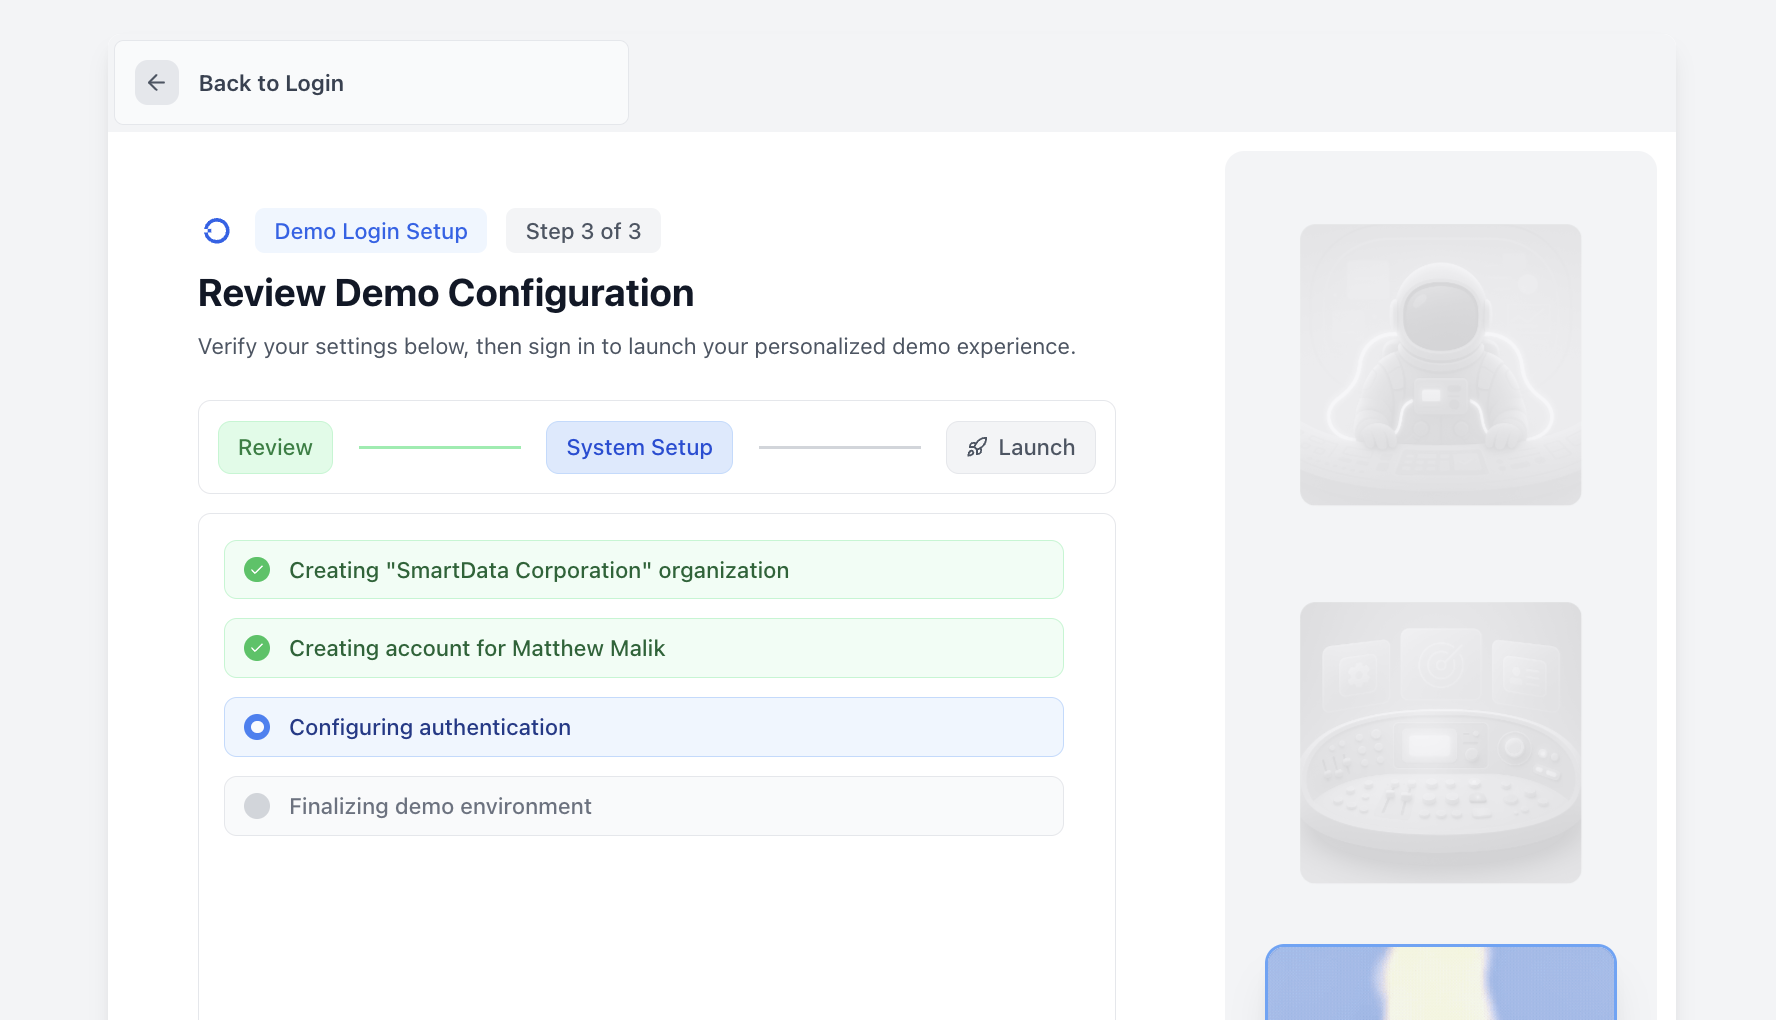 Back to Login
Demo Login Setup
Step 3 of 3
Review Demo Configuration
Verify your settings below, then sign in to launch your personalized demo experience.
Review
System Setup
Launch
Creating "SmartData Corporation" organization
Creating account for Matthew Malik
Configuring authentication
Finalizing demo environment